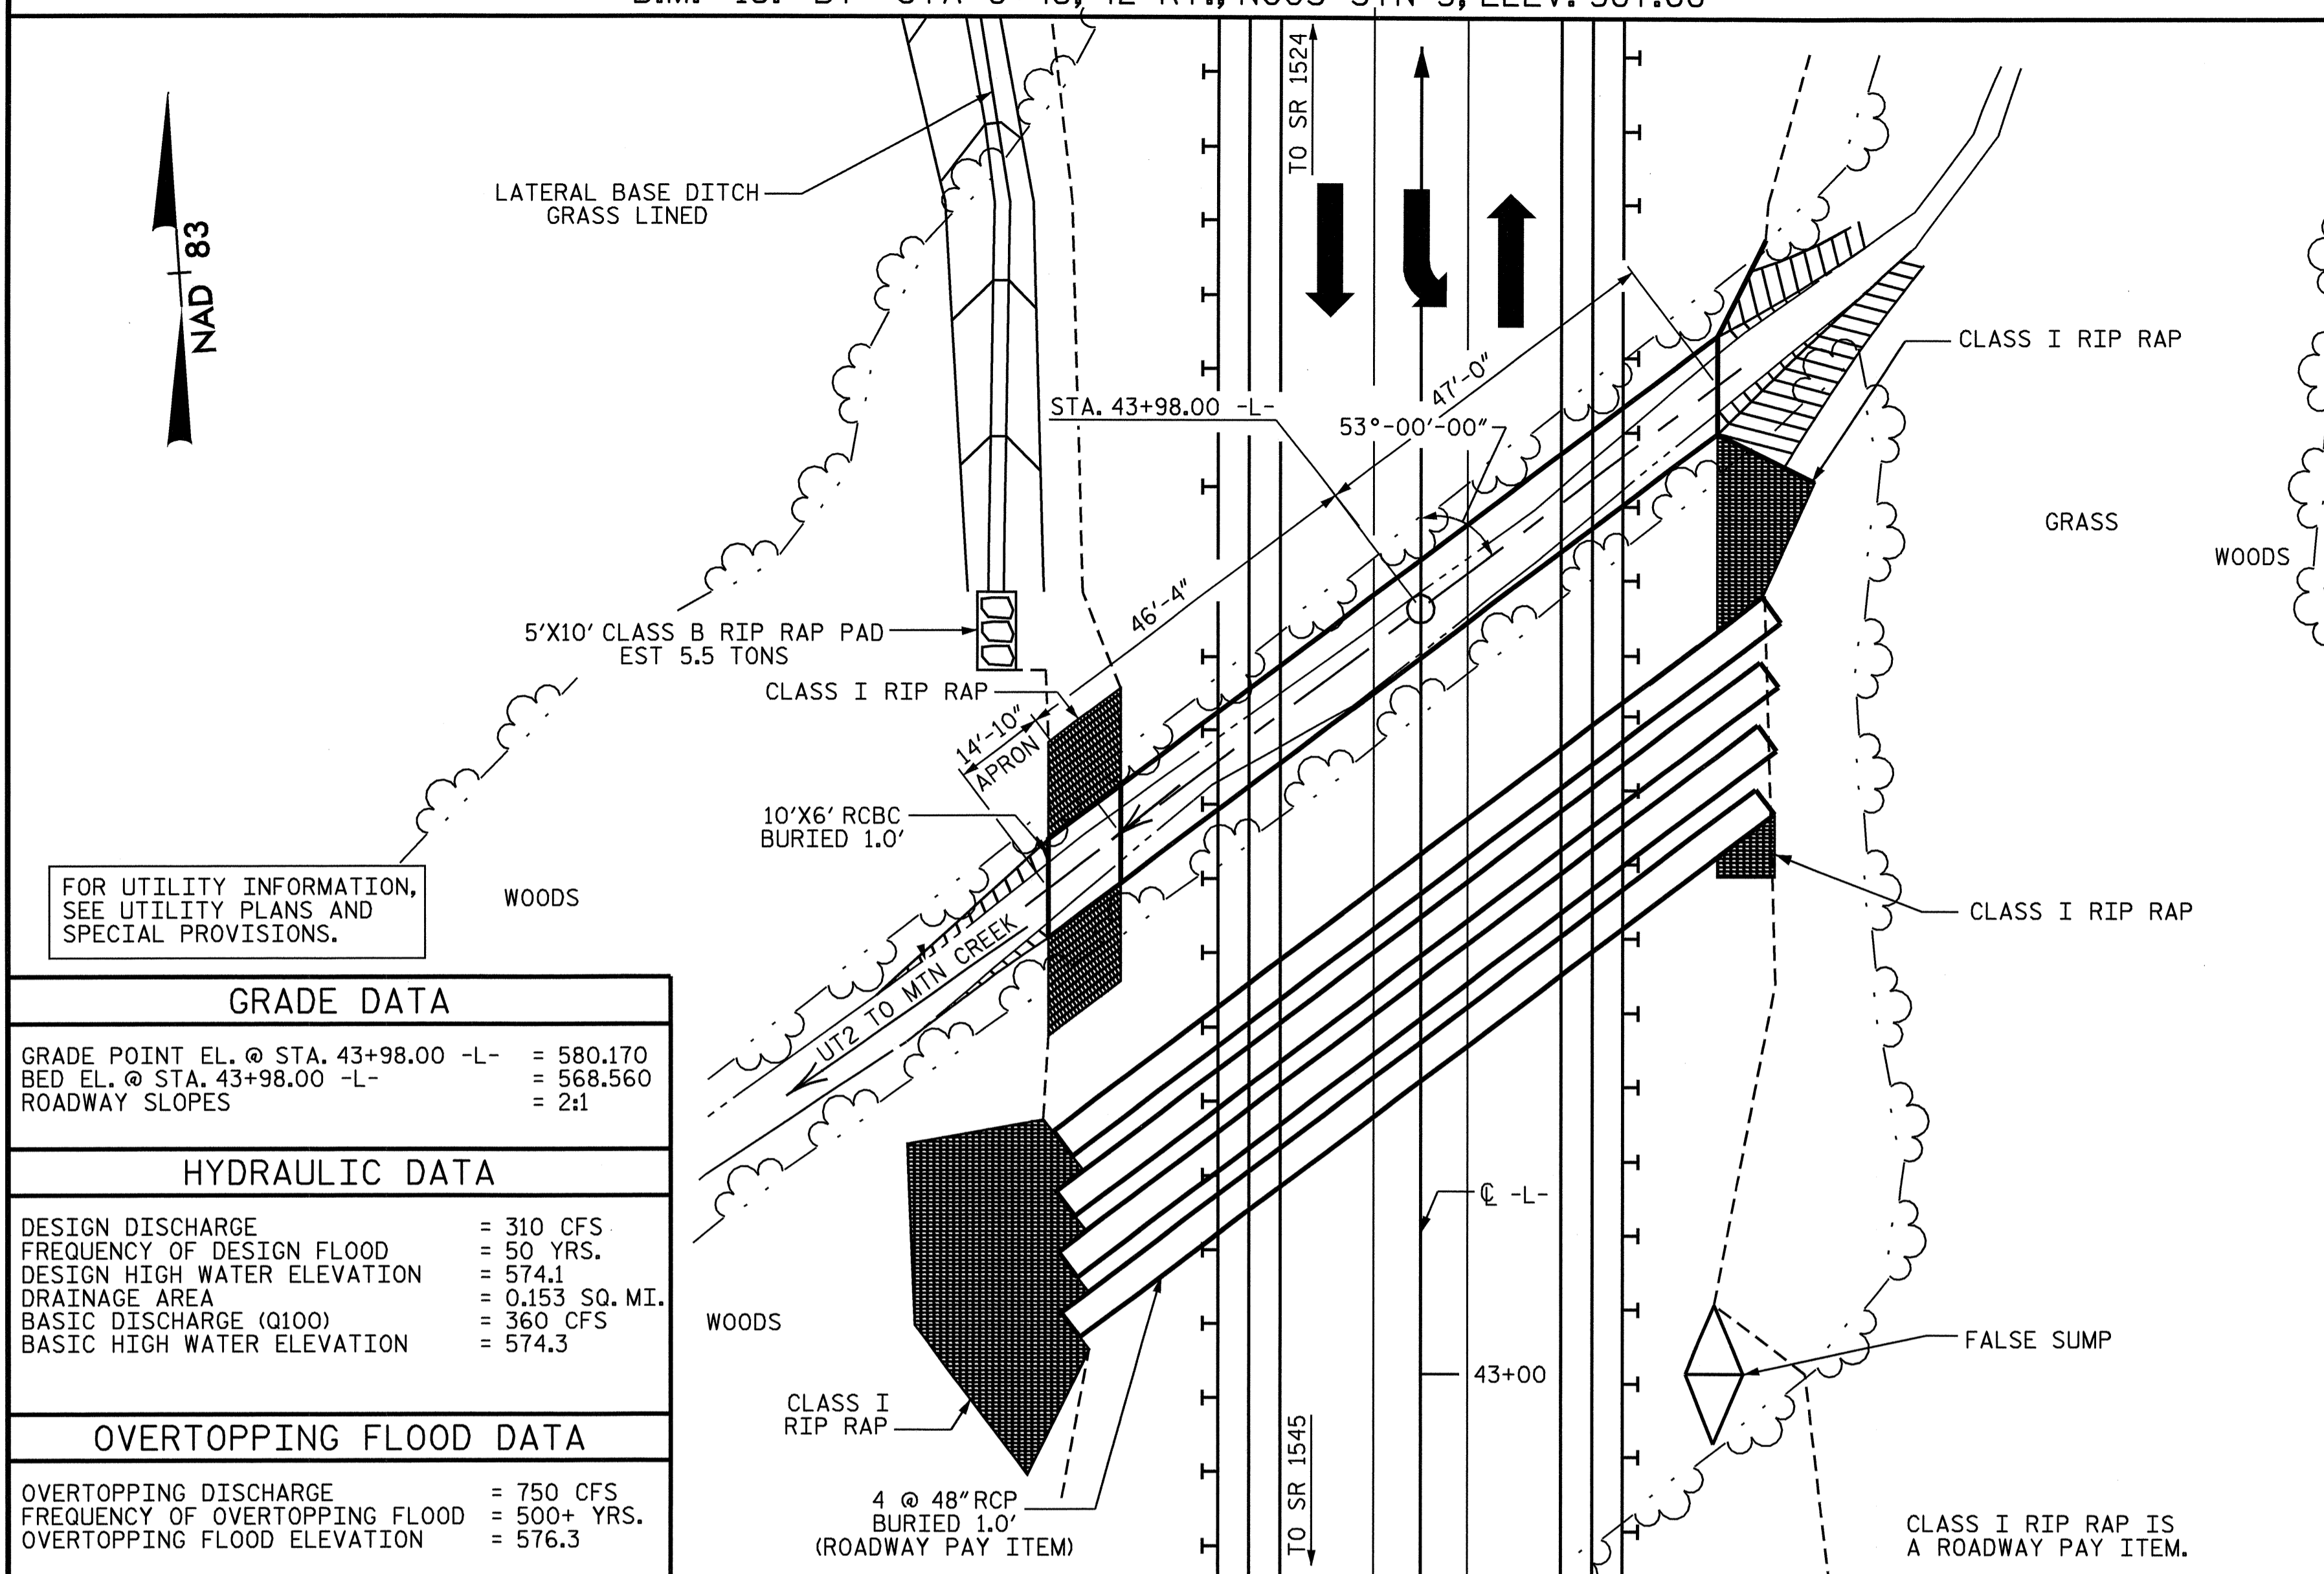 TO SR 1524
NAD 83
LATERAL BASE DITCH
GRASS LINED
CLASS I RIP RAP
47'-0"
STA. 43+98.00 -L-
53°-00'-00"
GRASS
WOODS
46'-4"
5'X10' CLASS B RIP RAP PAD
EST 5.5 TONS
CLASS I RIP RAP
14'-10"
APRON
10'X6' RCBC
BURIED 1.0'
FOR UTILITY INFORMATION,
SEE UTILITY PLANS AND
SPECIAL PROVISIONS.
WOODS
CLASS I RIP RAP
UT2 TO MTN CREEK
GRADE DATA
GRADE POINT EL. @ STA. 43+98.00 -L- = 580.170
BED EL. @ STA. 43+98.00 -L- = 568.560
ROADWAY SLOPES = 2:1
HYDRAULIC DATA
DESIGN DISCHARGE = 310 CFS
FREQUENCY OF DESIGN FLOOD = 50 YRS.
DESIGN HIGH WATER ELEVATION = 574.1
DRAINAGE AREA = 0.153 SQ. MI.
BASIC DISCHARGE (Q100) = 360 CFS
BASIC HIGH WATER ELEVATION = 574.3
℄ -L-
WOODS
FALSE SUMP
43+00
CLASS I
RIP RAP
TO SR 1545
OVERTOPPING FLOOD DATA
OVERTOPPING DISCHARGE = 750 CFS
FREQUENCY OF OVERTOPPING FLOOD = 500+ YRS.
OVERTOPPING FLOOD ELEVATION = 576.3
4 @ 48" RCP
BURIED 1.0'
(ROADWAY PAY ITEM)
CLASS I RIP RAP IS
A ROADWAY PAY ITEM.